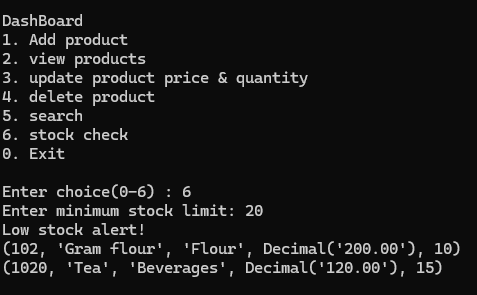 DashBoard
1. Add product
2. view products
3. update product price & quantity
4. delete product
5. search
6. stock check
0. Exit
Enter choice(0-6) : 6
Enter minimum stock limit: 20
Low stock alert!
(102, 'Gram flour', 'Flour', Decimal('200.00'), 10)
(1020, 'Tea', 'Beverages', Decimal('120.00'), 15)